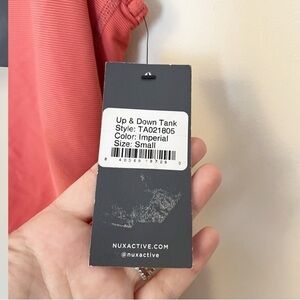 Up & Down Tank
Style: TA021805
Color: Imperial
Size: Small
NUXACTIVE.COM
@nuxactive